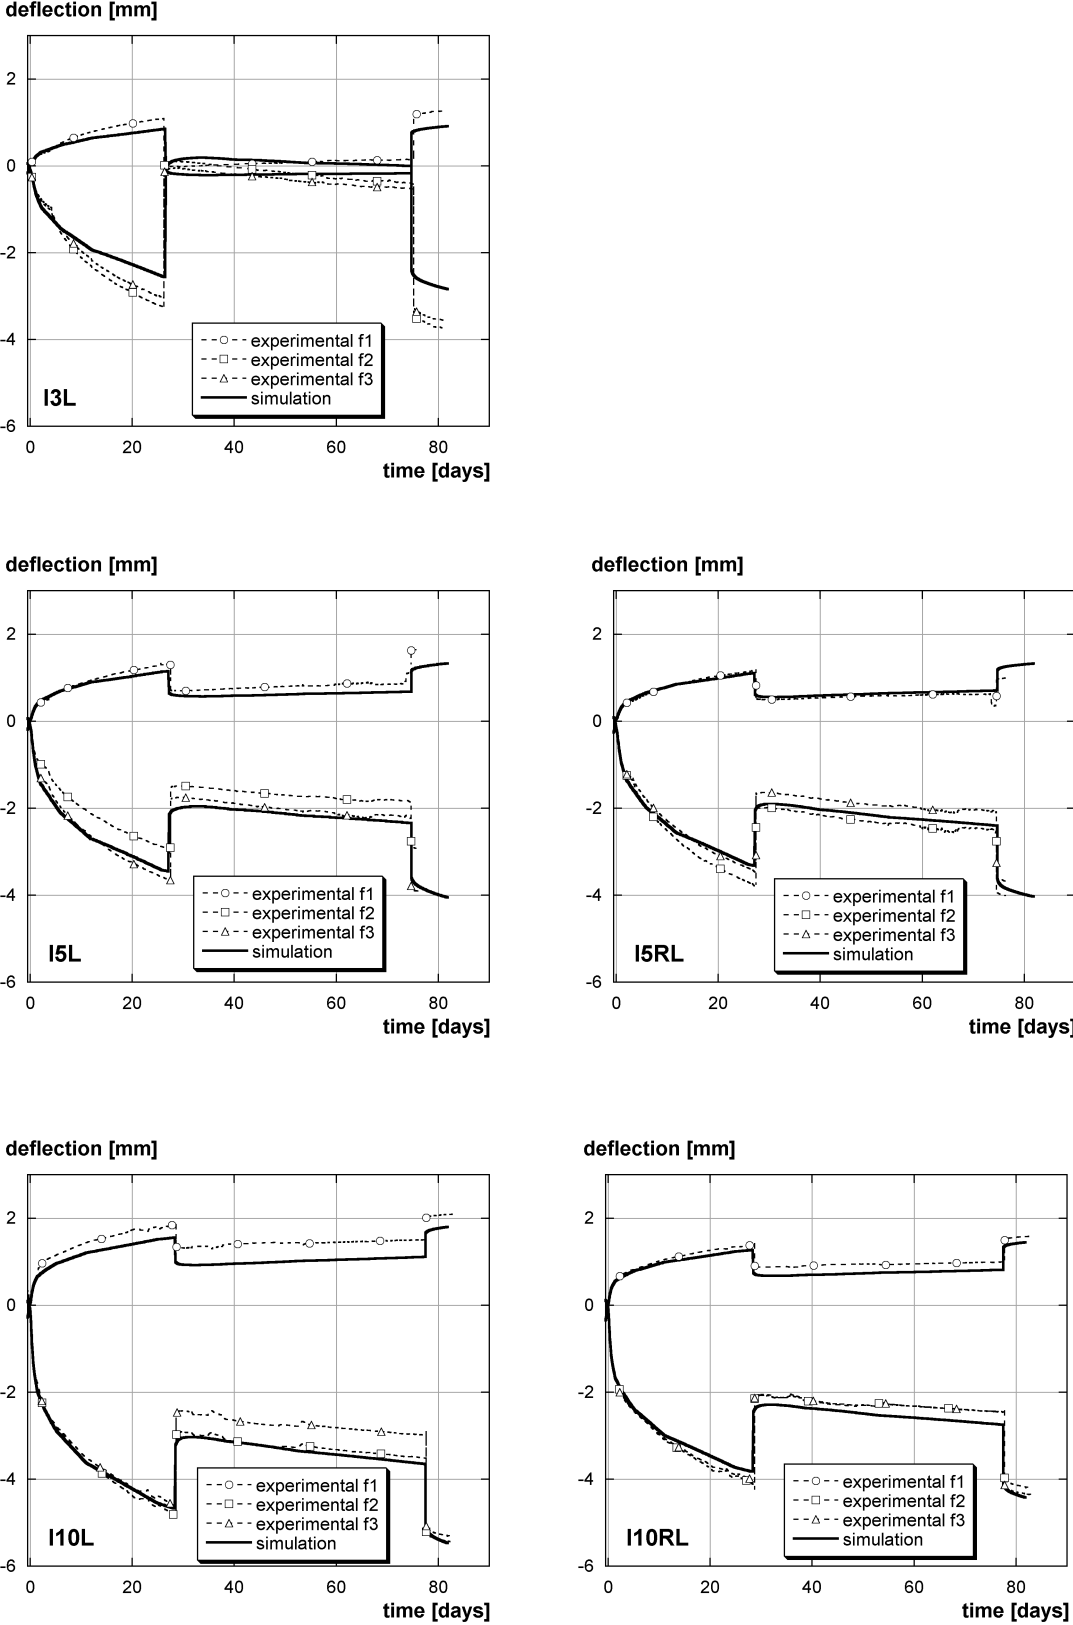 deflection [mm]
2
0
-2
-4
-6
experimental f1
experimental f2
experimental f3
simulation
I3L
0 20 40 60 80
time [days]
deflection [mm]
2
0
-2
-4
-6
experimental f1
experimental f2
experimental f3
simulation
I5L
0 20 40 60 80
time [days]
deflection [mm]
2
0
-2
-4
-6
experimental f1
experimental f2
experimental f3
simulation
I5RL
0 20 40 60 80
time [days]
deflection [mm]
2
0
-2
-4
-6
experimental f1
experimental f2
experimental f3
simulation
I10L
0 20 40 60 80
time [days]
deflection [mm]
2
0
-2
-4
-6
experimental f1
experimental f2
experimental f3
simulation
I10RL
0 20 40 60 80
time [days]